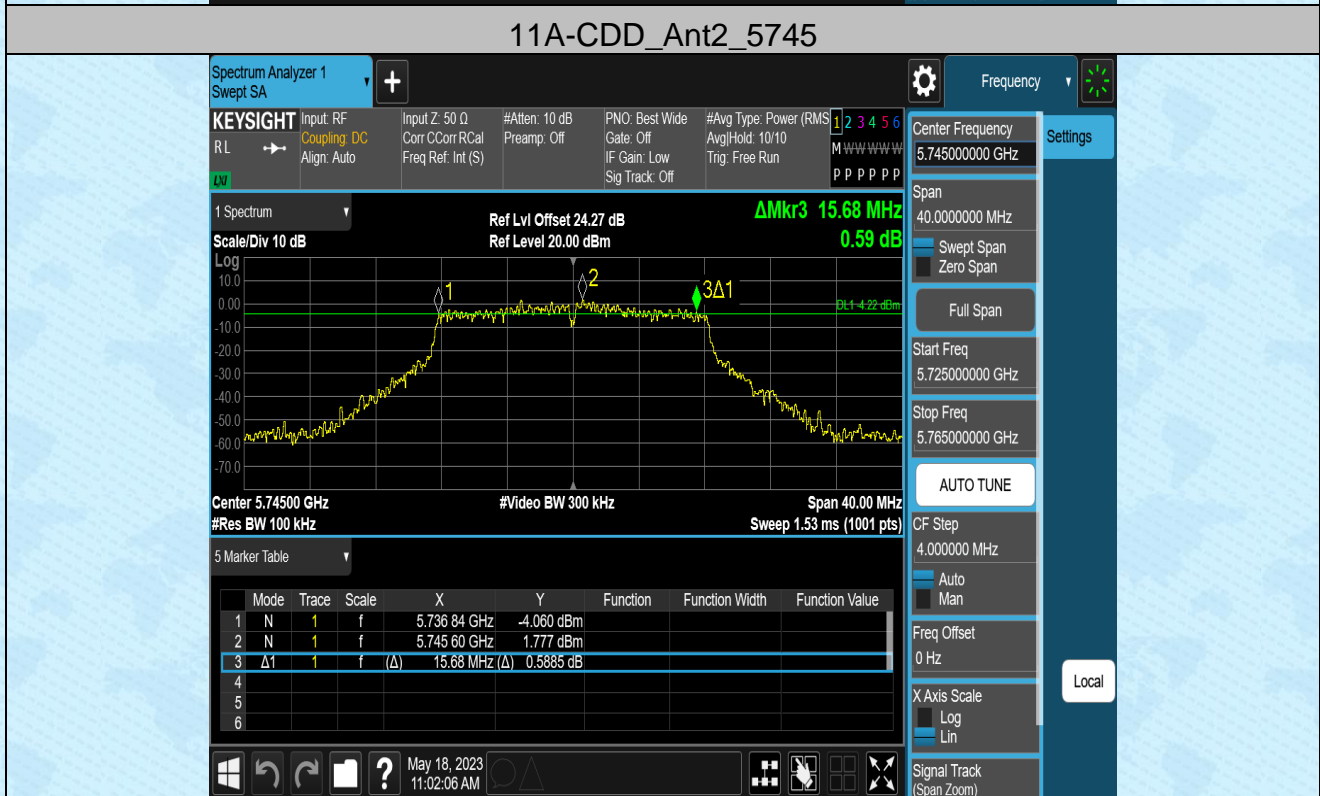 11A-CDD_Ant2_5745
Spectrum Analyzer 1
Swept SA
Frequency
KEYSIGHT
RL
LXI
Input: RF
Coupling: DC
Align: Auto
Input Z: 50 Ω
Corr CCorr RCal
Freq Ref: Int (S)
#Atten: 10 dB
Preamp: Off
PNO: Best Wide
Gate: Off
IF Gain: Low
Sig Track: Off
#Avg Type: Power (RMS
Avg|Hold: 10/10
Trig: Free Run
1 2 3 4 5 6
M W W W W W
P P P P P P
1 Spectrum
Scale/Div 10 dB
Log
Ref Lvl Offset 24.27 dB
Ref Level 20.00 dBm
ΔMkr3 15.68 MHz
0.59 dB
10.0
0.00
-10.0
-20.0
-30.0
-40.0
-50.0
-60.0
-70.0
1
2
3Δ1
DL1 -4.22 dBm
Center 5.74500 GHz
#Video BW 300 kHz
Span 40.00 MHz
#Res BW 100 kHz
Sweep 1.53 ms (1001 pts)
5 Marker Table
Mode Trace Scale X Y Function Function Width Function Value
1 N 1 f 5.736 84 GHz -4.060 dBm
2 N 1 f 5.745 60 GHz 1.777 dBm
3 Δ1 1 f (Δ) 15.68 MHz (Δ) 0.5885 dB
4
5
6
?
May 18, 2023
11:02:06 AM
Center Frequency
5.745000000 GHz
Settings
Span
40.0000000 MHz
Swept Span
Zero Span
Full Span
Start Freq
5.725000000 GHz
Stop Freq
5.765000000 GHz
AUTO TUNE
CF Step
4.000000 MHz
Auto
Man
Freq Offset
0 Hz
X Axis Scale
Log
Lin
Local
Signal Track
(Span Zoom)